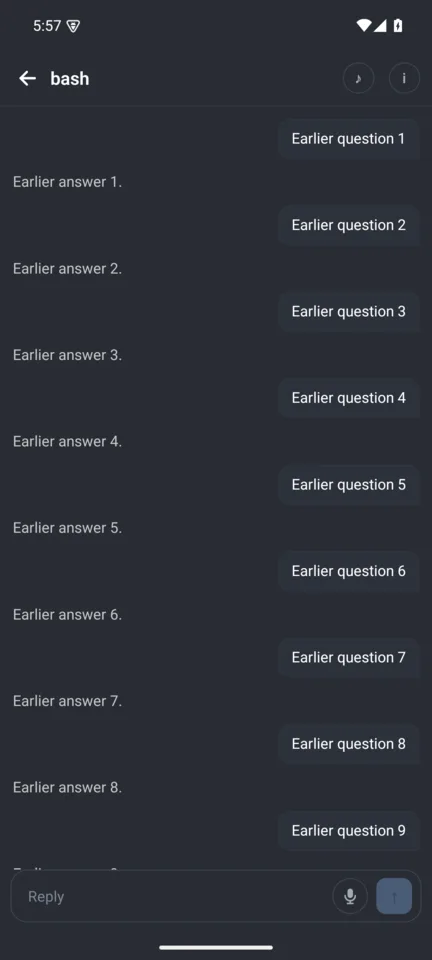 5:57
bash
Earlier question 1
Earlier answer 1.
Earlier question 2
Earlier answer 2.
Earlier question 3
Earlier answer 3.
Earlier question 4
Earlier answer 4.
Earlier question 5
Earlier answer 5.
Earlier question 6
Earlier answer 6.
Earlier question 7
Earlier answer 7.
Earlier question 8
Earlier answer 8.
Earlier question 9
Reply